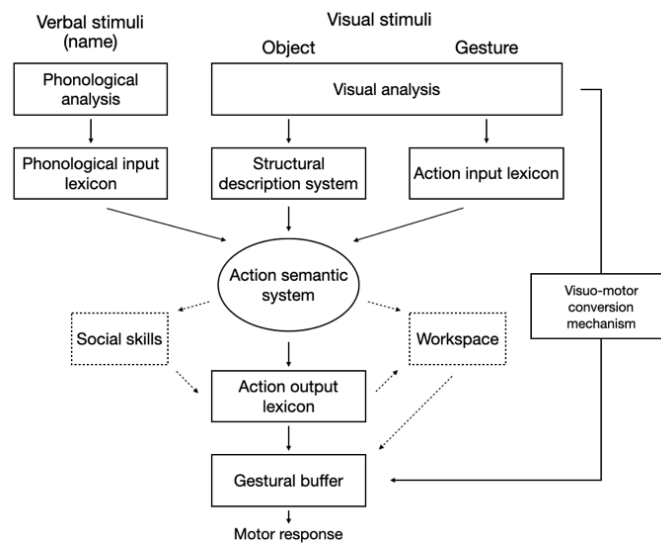 Verbal stimuli
(name)
Visual stimuli
Object
Gesture
Phonological
analysis
Visual analysis
Phonological input
lexicon
Structural
description system
Action input lexicon
Action semantic
system
Visuo-motor
conversion
mechanism
Social skills
Workspace
Action output
lexicon
Gestural buffer
Motor response